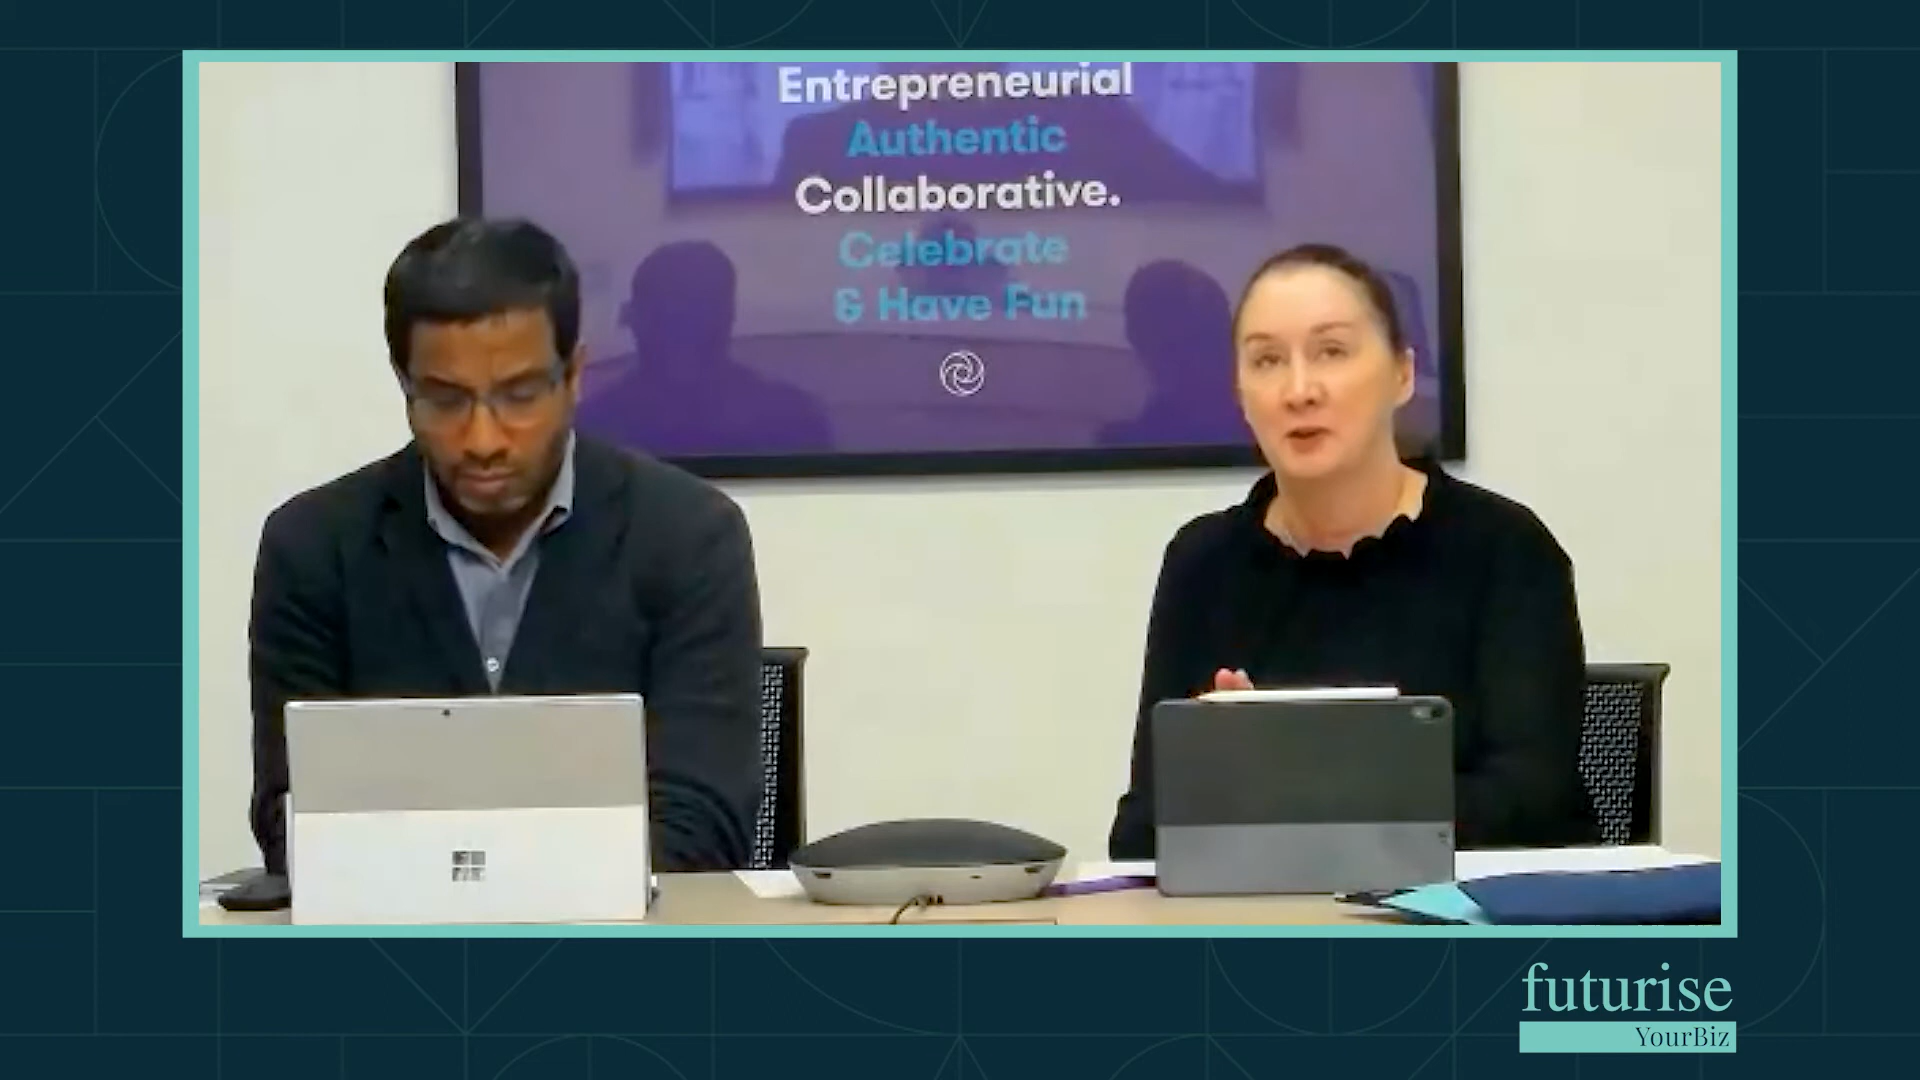 Entrepreneurial
Authentic
Collaborative.
Celebrate
& Have Fun
futurise
YourBiz